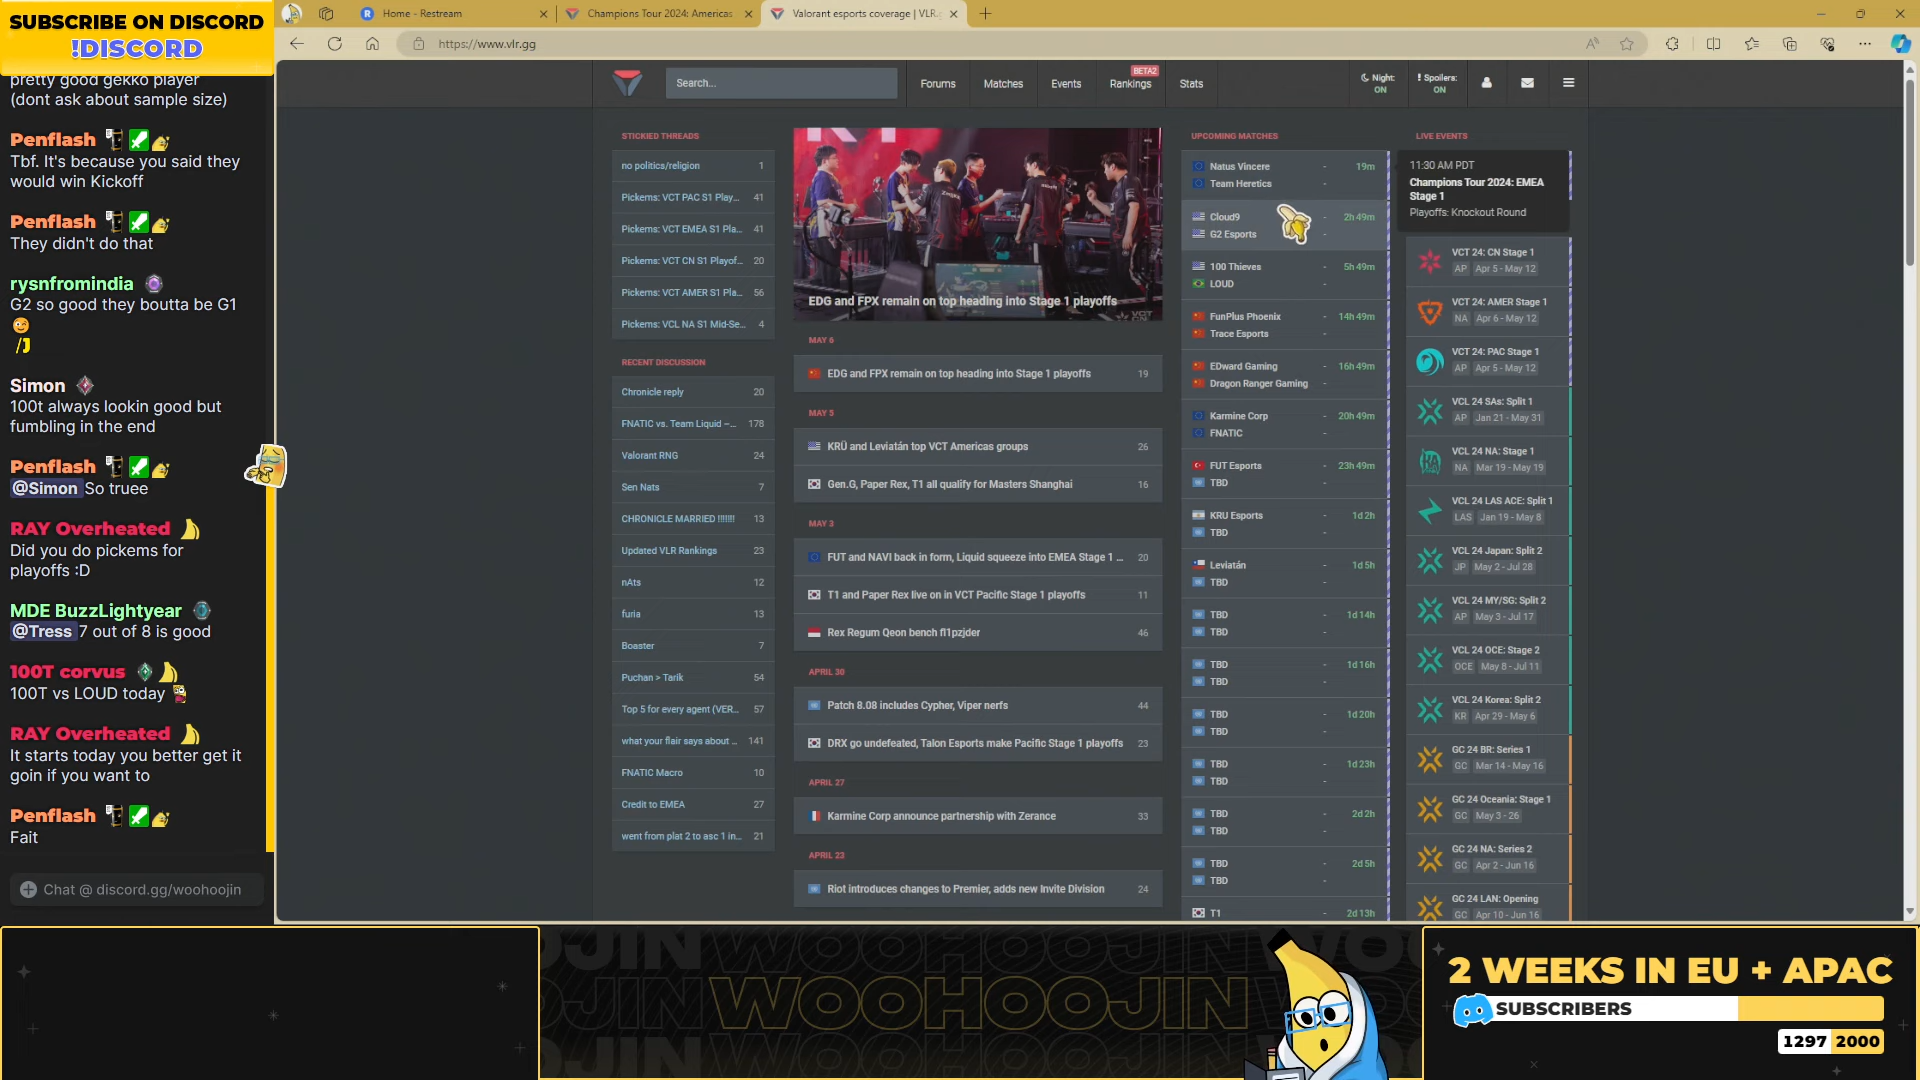 SUBSCRIBE ON DISCORD
!DISCORD
pretty good gekko player
(dont ask about sample size)
Penflash
Tbf. It's because you said they
would win Kickoff
Penflash
They didn't do that
rysnfromindia
G2 so good they boutta be G1
Simon
100t always lookin good but
fumbling in the end
Penflash
@Simon So truee
RAY Overheated
Did you do pickems for
playoffs :D
MDE BuzzLightyear
@Tress 7 out of 8 is good
100T corvus
100T vs LOUD today
RAY Overheated
It starts today you better get it
goin if you want to
Penflash
Fait
Chat @ discord.gg/woohoojin
Home - Restream
Champions Tour 2024: Americas
Valorant esports coverage | VLR.
https://www.vlr.gg
Search...
Forums
Matches
Events
BETA2
Rankings
Stats
Night:
ON
! Spoilers:
ON
STICKIED THREADS
no politics/religion 1
Pickems: VCT PAC S1 Play... 41
Pickems: VCT EMEA S1 Pla... 41
Pickems: VCT CN S1 Playof... 20
Pickems: VCT AMER S1 Pla... 56
Pickems: VCL NA S1 Mid-Se... 4
RECENT DISCUSSION
Chronicle reply 20
FNATIC vs. Team Liquid –... 178
Valorant RNG 24
Sen Nats 7
CHRONICLE MARRIED !!!!!!! 13
Updated VLR Rankings 23
nAts 12
furia 13
Boaster 7
Puchan > Tarik 54
Top 5 for every agent (VER... 57
what your flair says about ... 141
FNATIC Macro 10
Credit to EMEA 27
went from plat 2 to asc 1 in... 21
EDG and FPX remain on top heading into Stage 1 playoffs
MAY 6
EDG and FPX remain on top heading into Stage 1 playoffs 19
MAY 5
KRÜ and Leviatán top VCT Americas groups 26
Gen.G, Paper Rex, T1 all qualify for Masters Shanghai 16
MAY 3
FUT and NAVI back in form, Liquid squeeze into EMEA Stage 1 ... 20
T1 and Paper Rex live on in VCT Pacific Stage 1 playoffs 11
Rex Regum Qeon bench fl1pzjder 46
APRIL 30
Patch 8.08 includes Cypher, Viper nerfs 44
DRX go undefeated, Talon Esports make Pacific Stage 1 playoffs 23
APRIL 27
Karmine Corp announce partnership with Zerance 33
APRIL 23
Riot introduces changes to Premier, adds new Invite Division 24
UPCOMING MATCHES
Natus Vincere - 19m
Team Heretics -
Cloud9 - 2h 49m
G2 Esports -
100 Thieves - 5h 49m
LOUD -
FunPlus Phoenix - 14h 49m
Trace Esports -
EDward Gaming - 16h 49m
Dragon Ranger Gaming -
Karmine Corp - 20h 49m
FNATIC -
FUT Esports - 23h 49m
TBD -
KRU Esports - 1d 2h
TBD -
Leviatán - 1d 5h
TBD -
TBD - 1d 14h
TBD -
TBD - 1d 16h
TBD -
TBD - 1d 20h
TBD -
TBD - 1d 23h
TBD -
TBD - 2d 2h
TBD -
TBD - 2d 5h
TBD -
T1 - 2d 13h
LIVE EVENTS
11:30 AM PDT
Champions Tour 2024: EMEA
Stage 1
Playoffs: Knockout Round
VCT 24: CN Stage 1
AP Apr 5 - May 12
VCT 24: AMER Stage 1
NA Apr 6 - May 12
VCT 24: PAC Stage 1
AP Apr 5 - May 12
VCL 24 SAs: Split 1
AP Jan 21 - May 31
VCL 24 NA: Stage 1
NA Mar 19 - May 19
VCL 24 LAS ACE: Split 1
LAS Jan 19 - May 8
VCL 24 Japan: Split 2
JP May 2 - Jul 28
VCL 24 MY/SG: Split 2
AP May 3 - Jul 17
VCL 24 OCE: Stage 2
OCE May 8 - Jul 11
VCL 24 Korea: Split 2
KR Apr 29 - May 6
GC 24 BR: Series 1
GC Mar 14 - May 16
GC 24 Oceania: Stage 1
GC May 3 - 26
GC 24 NA: Series 2
GC Apr 2 - Jun 16
GC 24 LAN: Opening
GC Apr 10 - Jun 16
WOOHOOJIN
2 WEEKS IN EU + APAC
SUBSCRIBERS
1297 2000